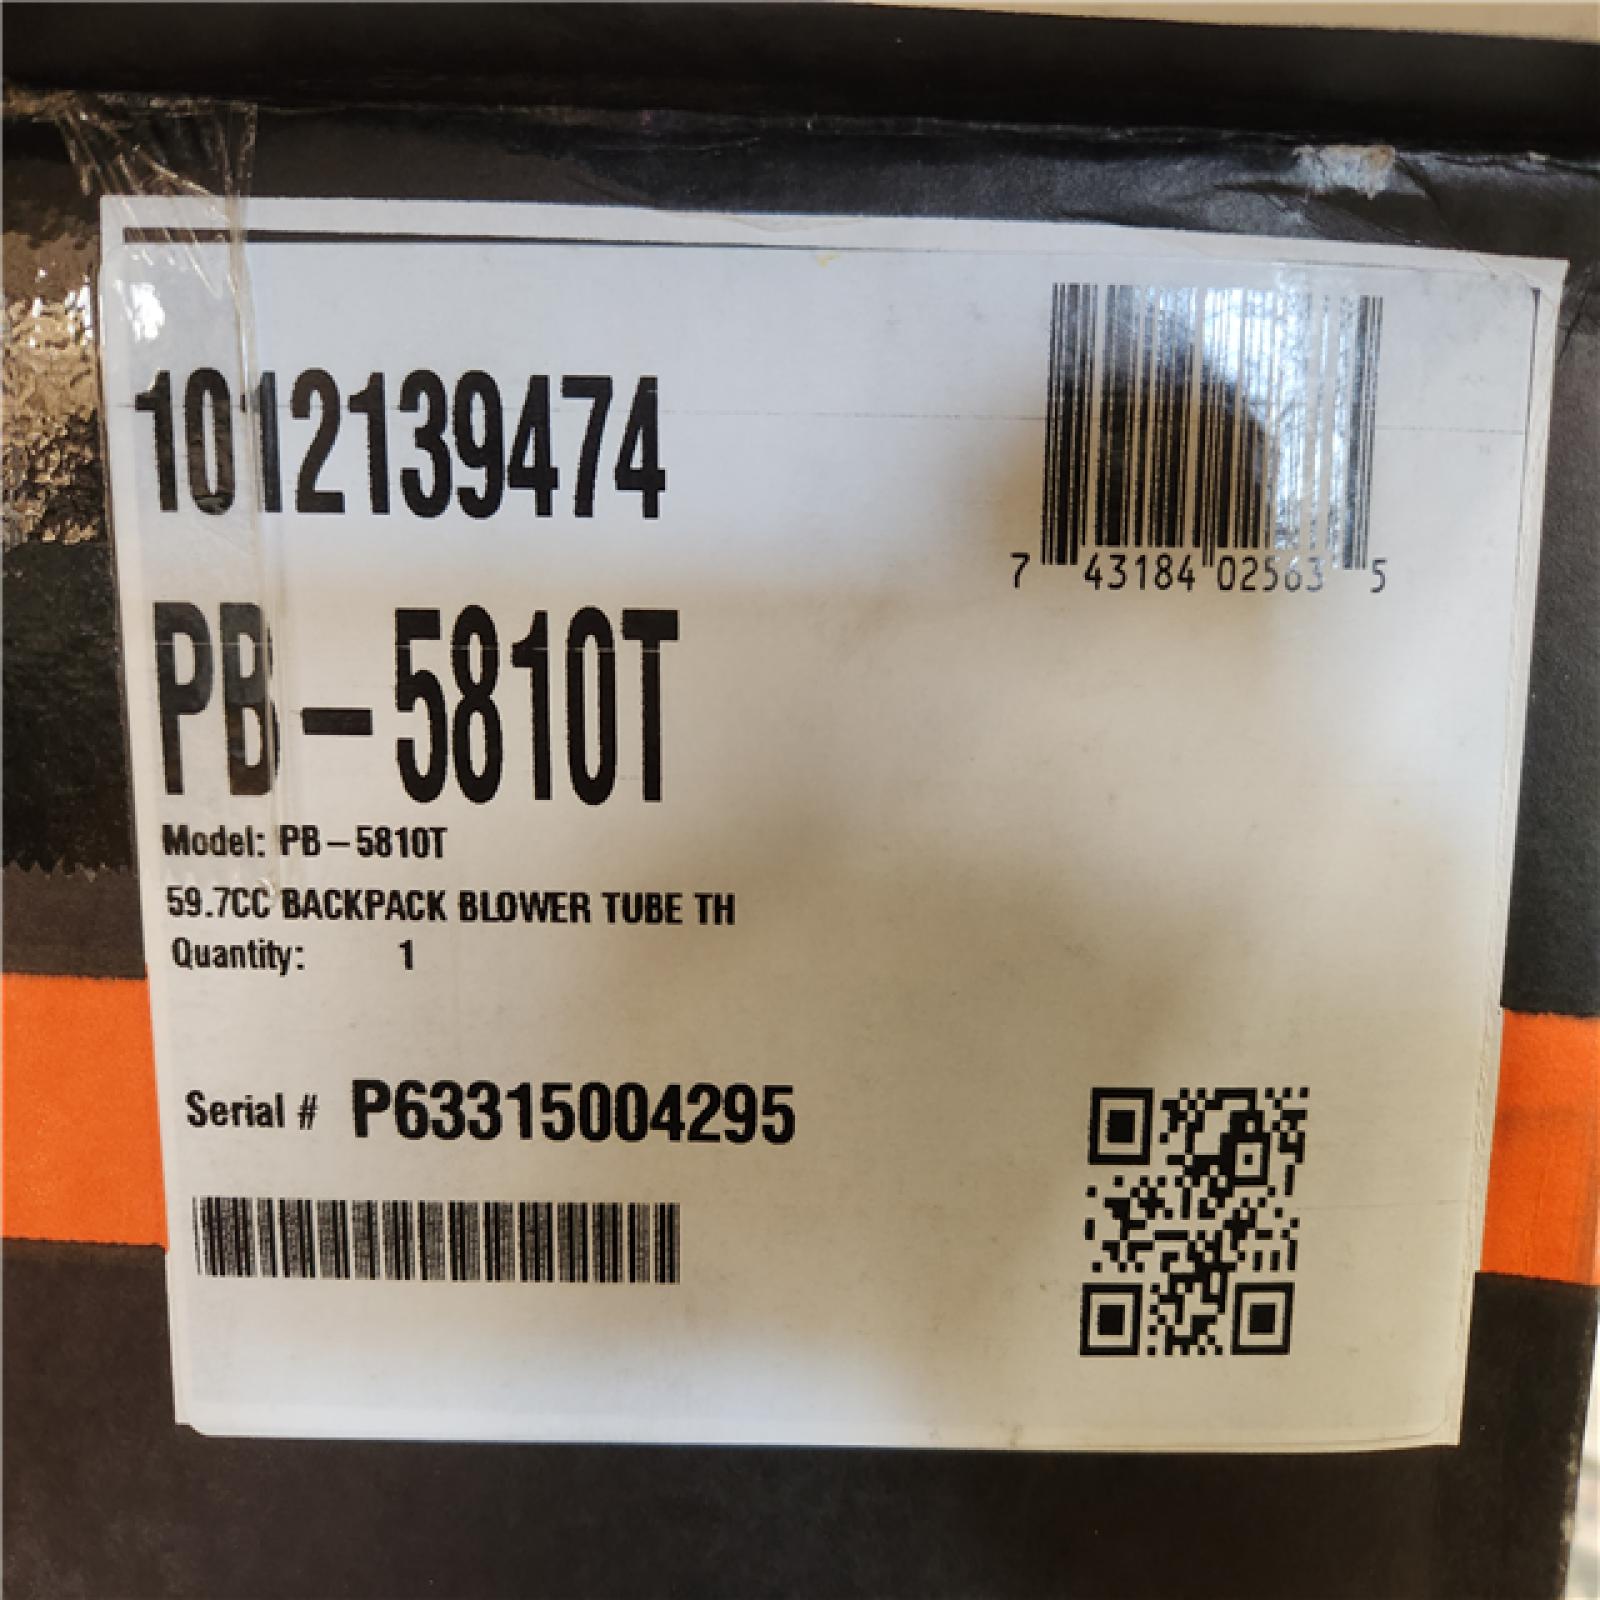 1012139474
7 43184 02563 5
PB-5810T
Model: PB-5810T
59.7CC BACKPACK BLOWER TUBE TH
Quantity: 1
Serial # P63315004295